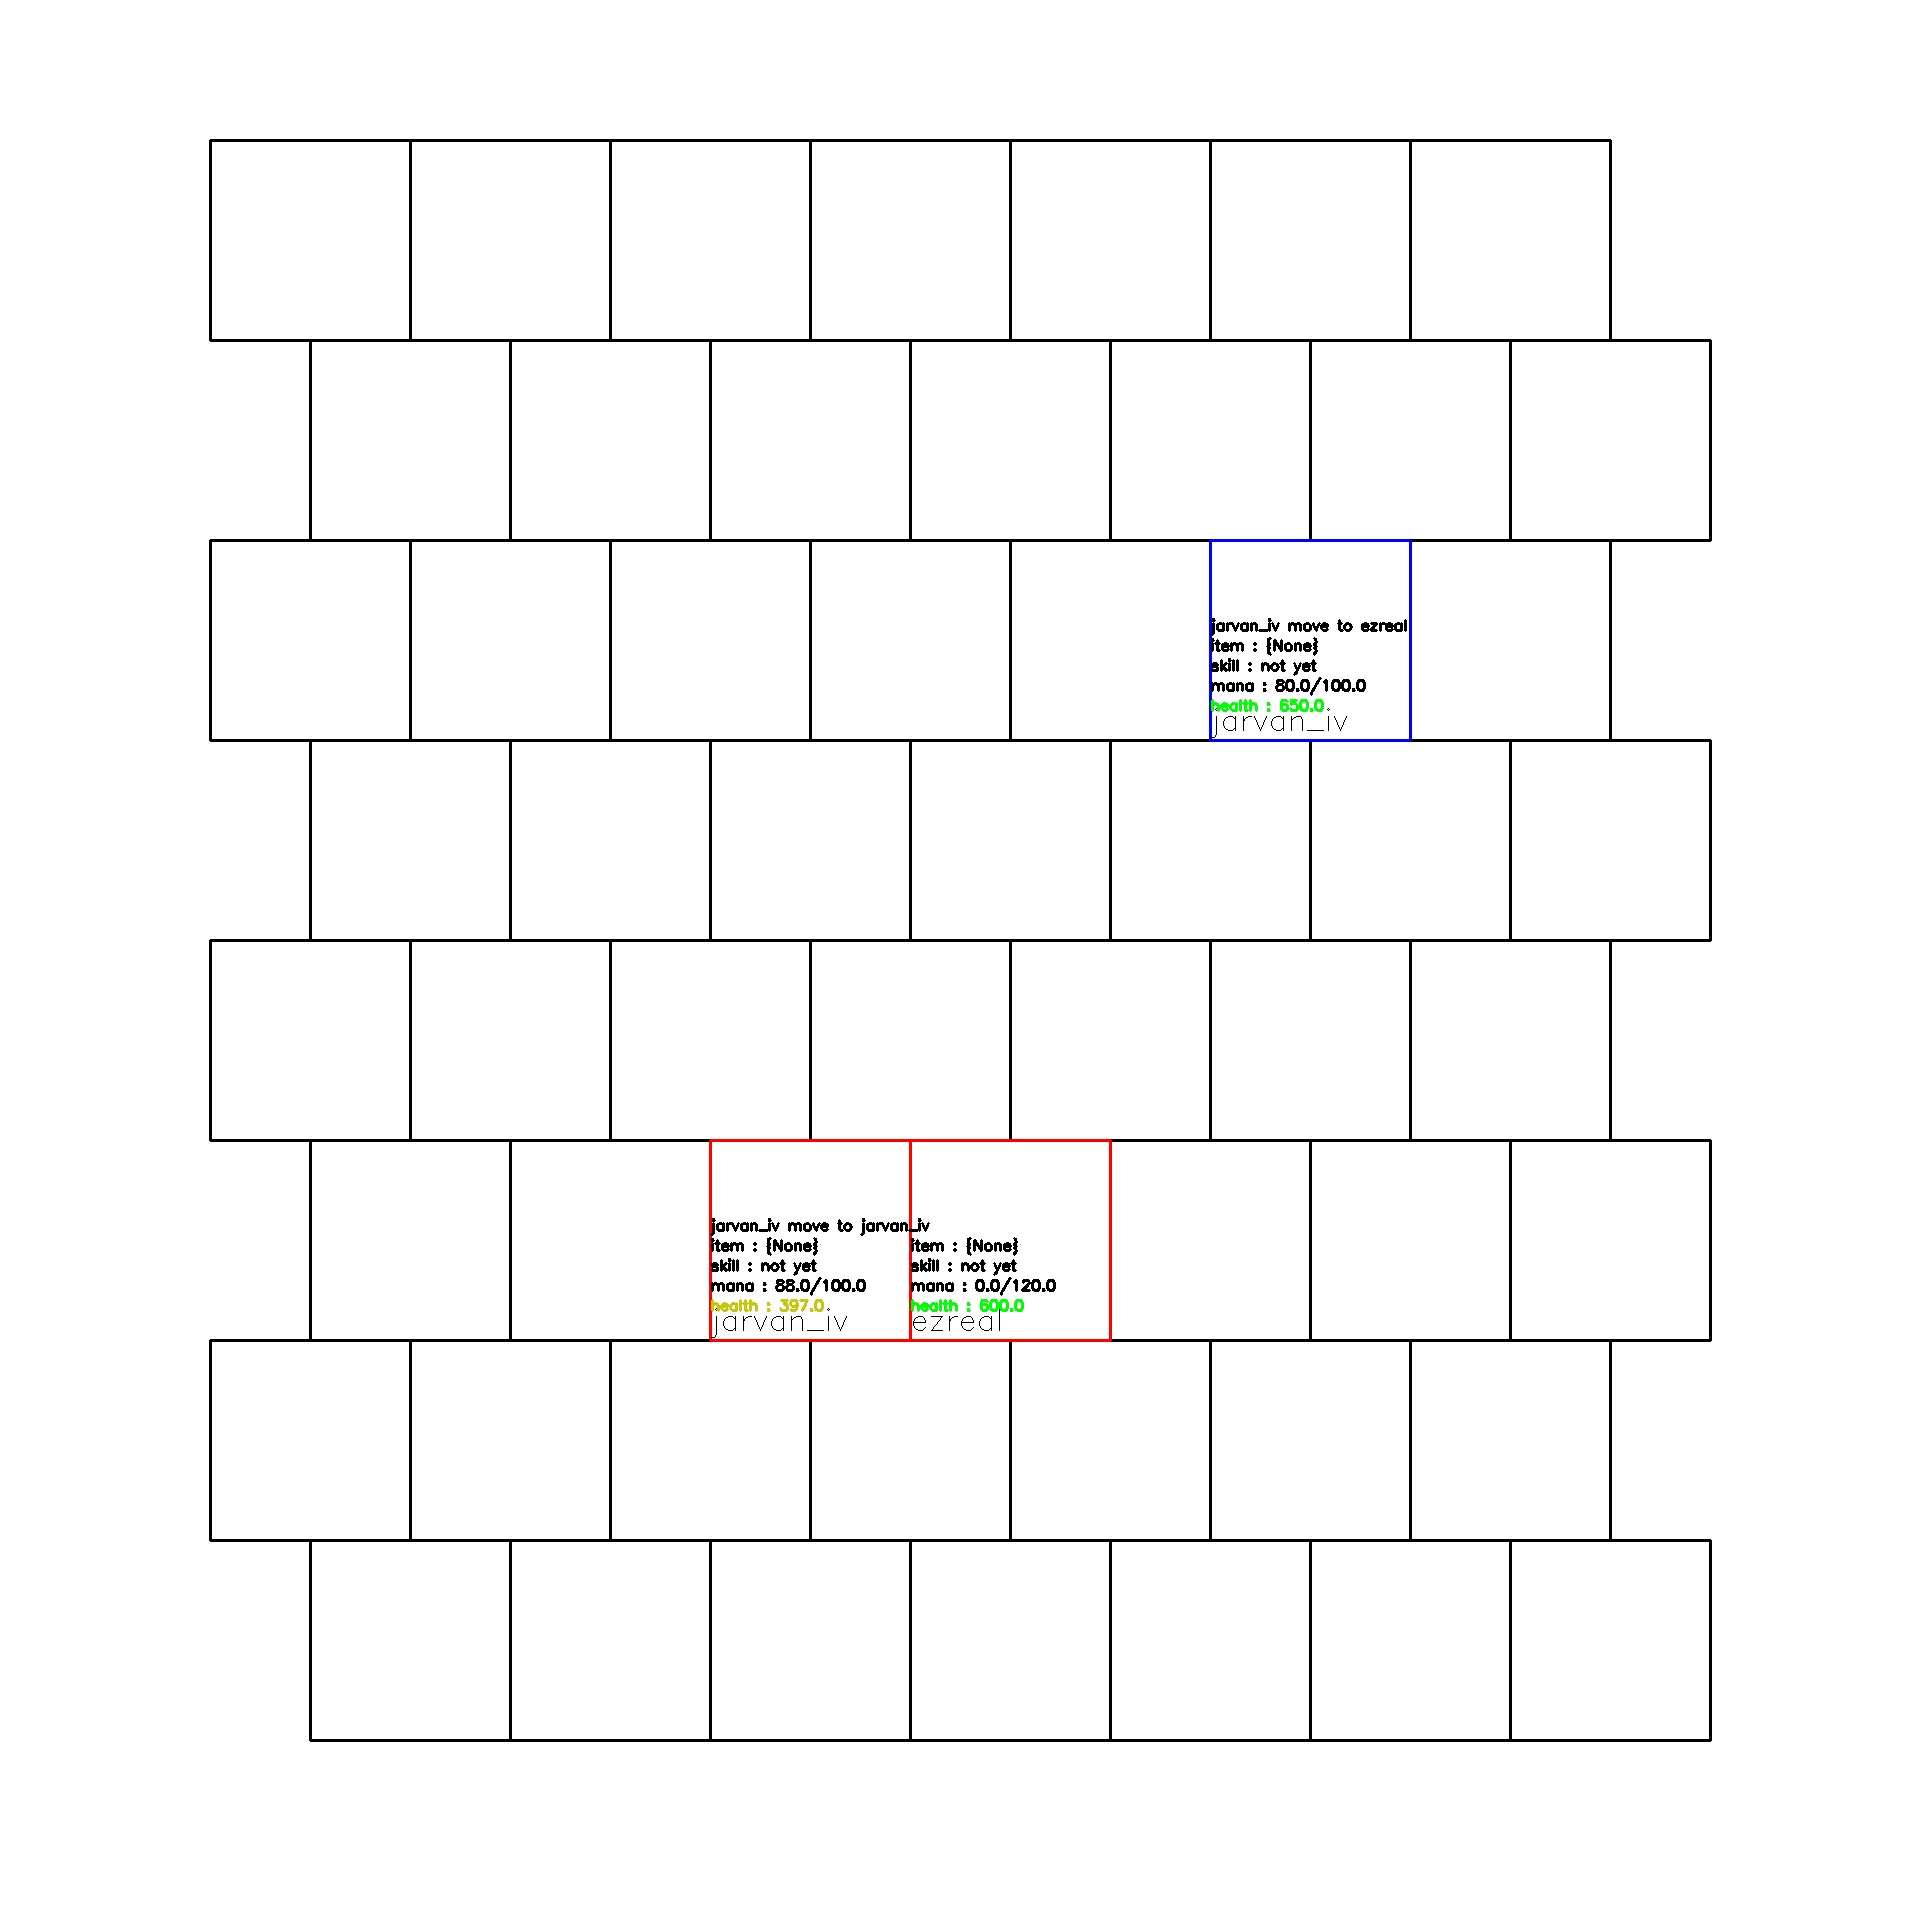 jarvan_iv move to ezreal
item : {None}
skill : not yet
mana : 80.0/100.0
health : 650.0
jarvan_iv
jarvan_iv move to jarvan_iv
item : {None}
skill : not yet
mana : 88.0/100.0
health : 397.0
jarvan_iv
item : {None}
skill : not yet
mana : 0.0/120.0
health : 600.0
ezreal